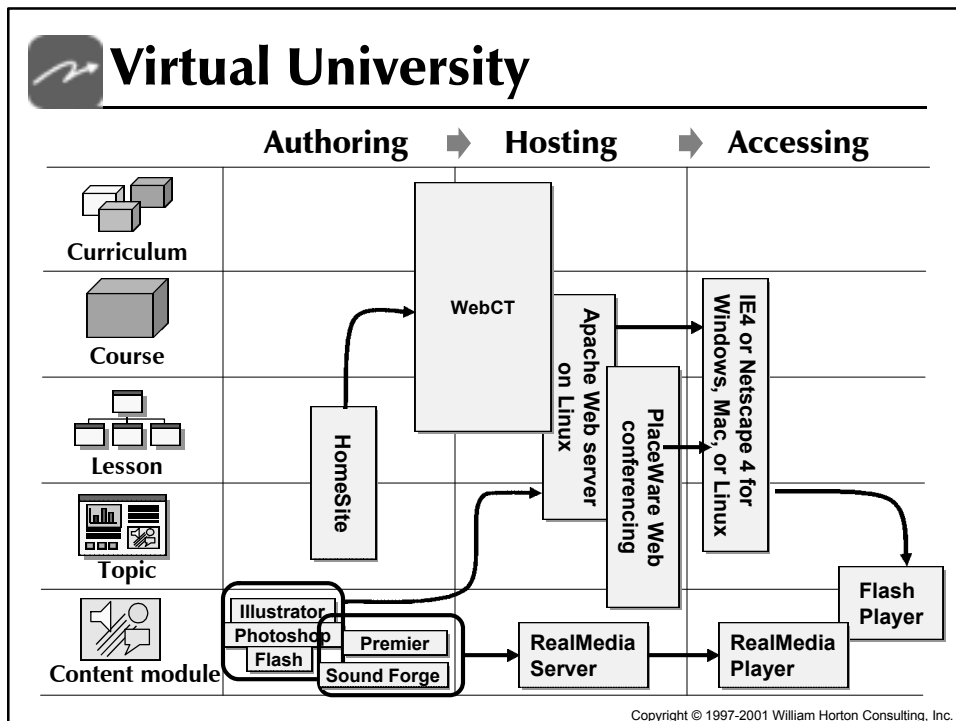 Virtual University
Authoring
Hosting
Accessing
Curriculum
Course
Lesson
Topic
Content module
WebCT
HomeSite
Apache Web server
on Linux
PlaceWare Web
conferencing
IE4 or Netscape 4 for
Windows, Mac, or Linux
Illustrator
Photoshop
Flash
Premier
Sound Forge
RealMedia
Server
RealMedia
Player
Flash
Player
Copyright © 1997-2001 William Horton Consulting, Inc.